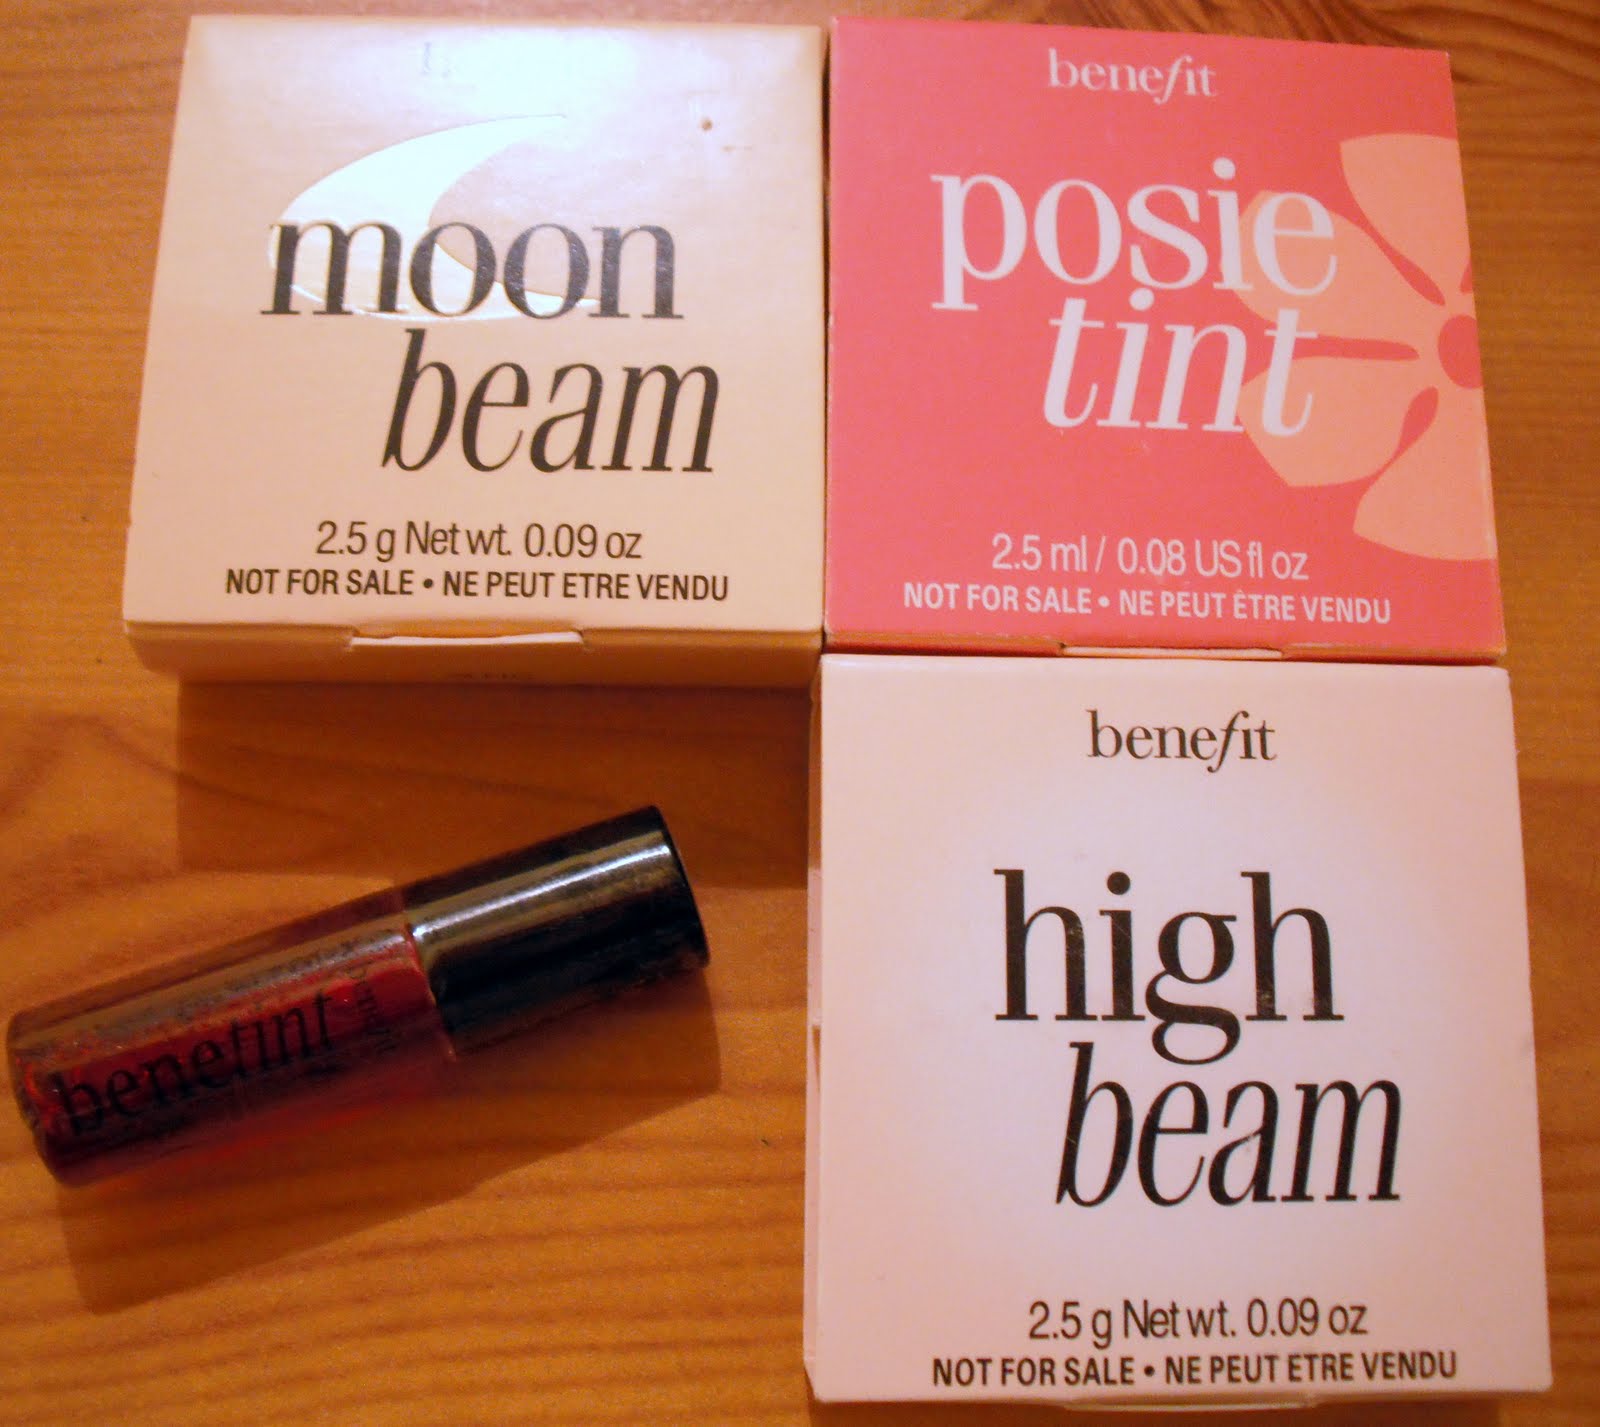 moon
beam
2.5 g Net wt. 0.09 oz
NOT FOR SALE • NE PEUT ETRE VENDU
benefit
posie
tint
2.5 ml / 0.08 US fl oz
NOT FOR SALE • NE PEUT ÊTRE VENDU
benetint
benefit
benefit
high
beam
2.5 g Net wt. 0.09 oz
NOT FOR SALE • NE PEUT ETRE VENDU